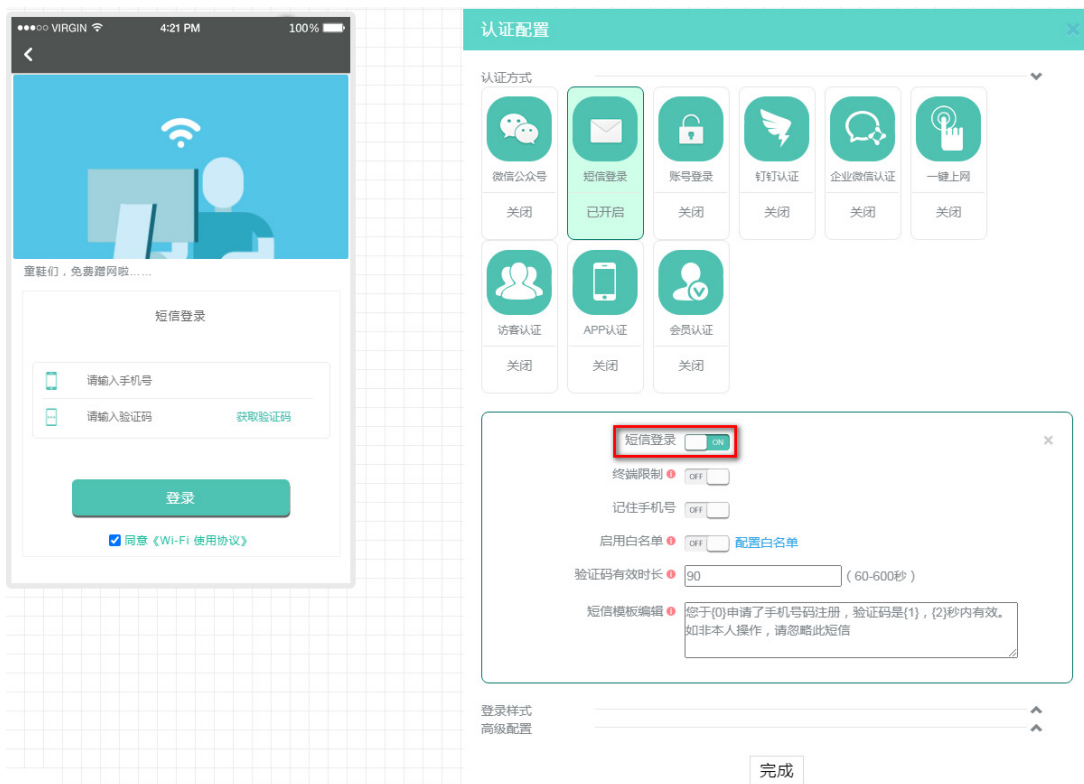 VIRGIN
4:21 PM
100%
童鞋们，免费蹭网啦……
短信登录
请输入手机号
请输入验证码 获取验证码
登录
同意《Wi-Fi 使用协议》
认证配置
认证方式
微信公众号 短信登录 账号登录 钉钉认证 企业微信认证 一键上网
关闭 已开启 关闭 关闭 关闭 关闭
访客认证 APP认证 会员认证
关闭 关闭 关闭
短信登录 ON
终端限制 OFF
记住手机号 OFF
启用白名单 OFF 配置白名单
验证码有效时长 90 （60-600秒）
短信模板编辑 您于{0}申请了手机号码注册，验证码是{1}，{2}秒内有效。
如非本人操作，请忽略此短信
登录样式
高级配置
完成